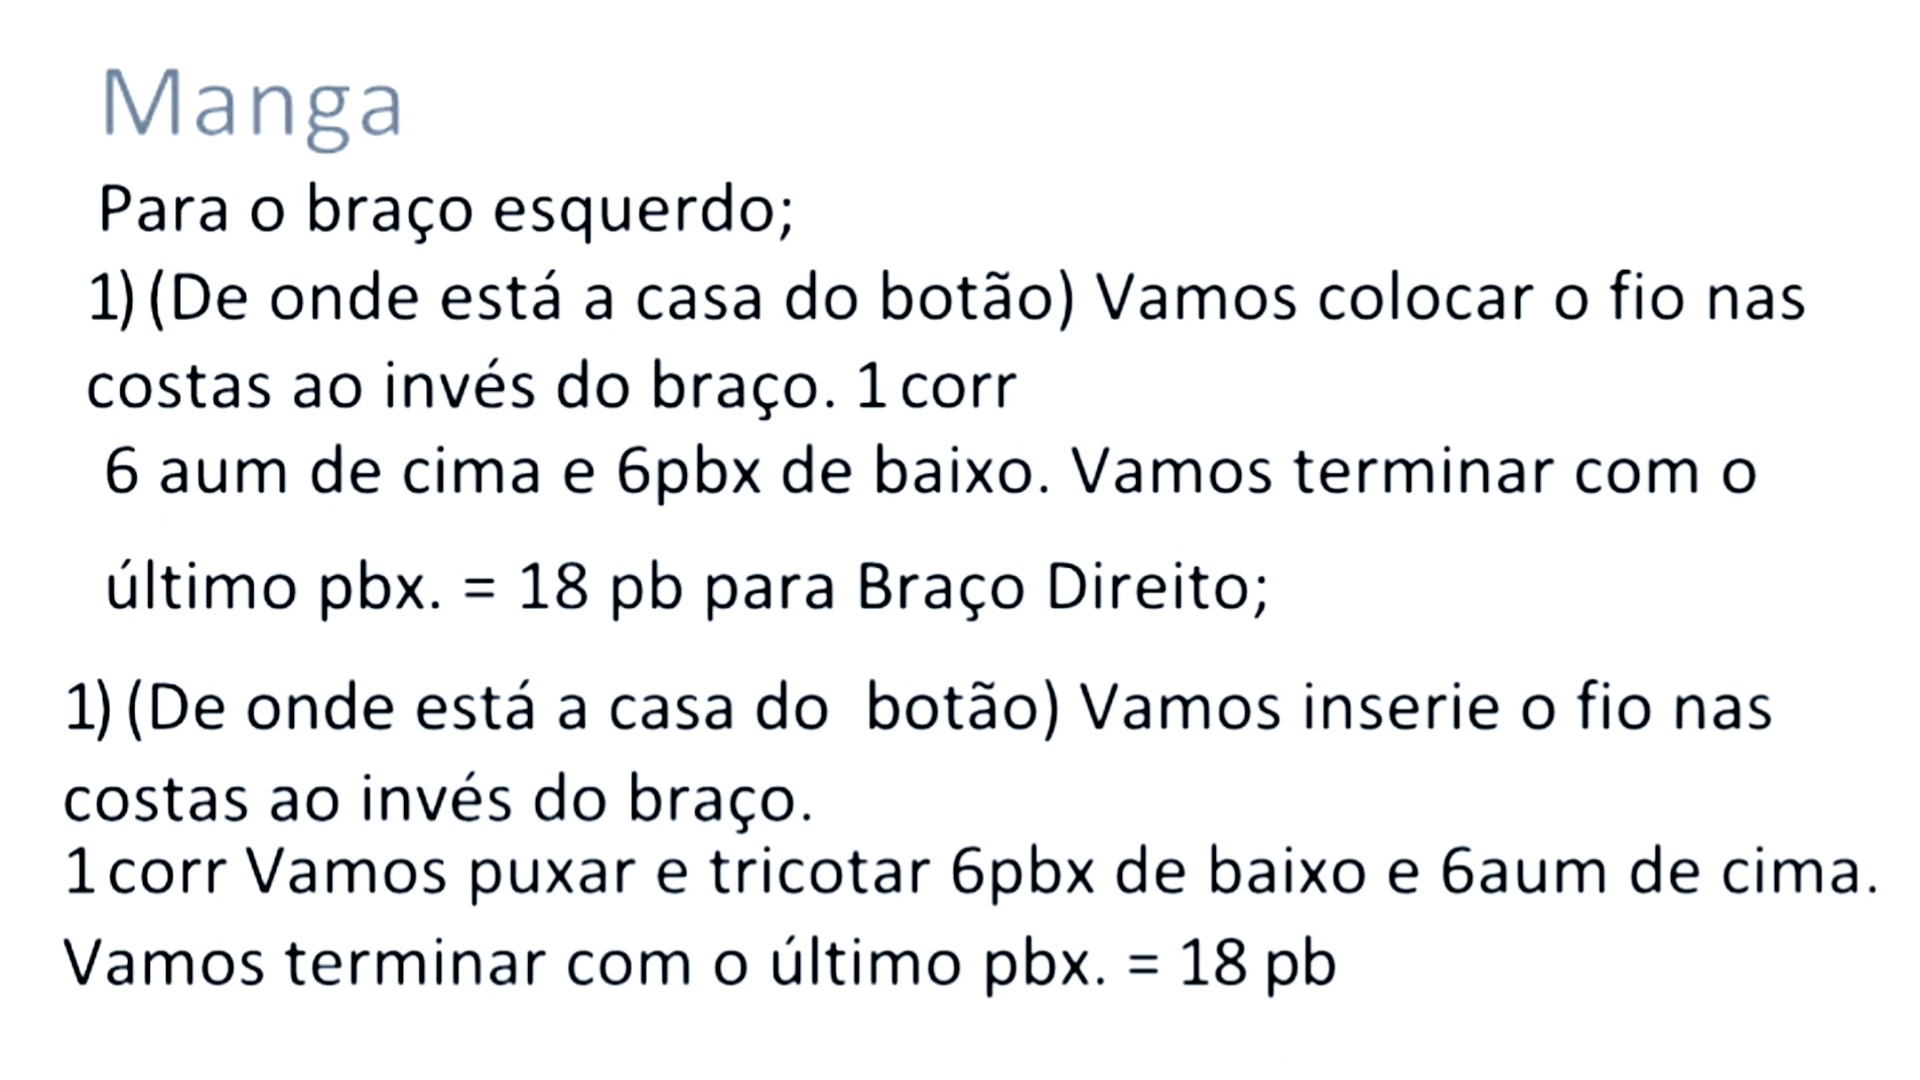 Manga
Para o braço esquerdo;
1) (De onde está a casa do botão) Vamos colocar o fio nas
costas ao invés do braço. 1 corr
6 aum de cima e 6pbx de baixo. Vamos terminar com o
último pbx. = 18 pb para Braço Direito;
1) (De onde está a casa do botão) Vamos inserie o fio nas
costas ao invés do braço.
1 corr Vamos puxar e tricotar 6pbx de baixo e 6aum de cima.
Vamos terminar com o último pbx. = 18 pb